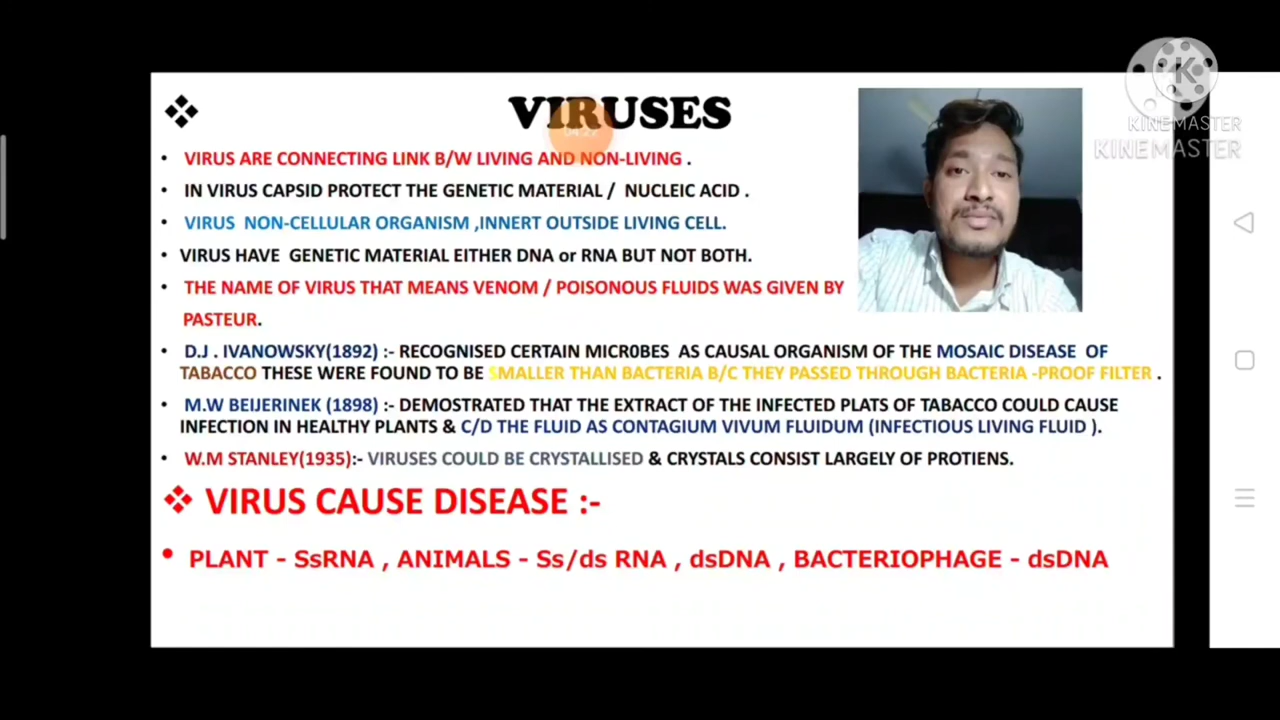 VIRUSES
04:27
KINEMASTER
KINEMASTER
VIRUS ARE CONNECTING LINK B/W LIVING AND NON-LIVING .
IN VIRUS CAPSID PROTECT THE GENETIC MATERIAL / NUCLEIC ACID .
VIRUS NON-CELLULAR ORGANISM ,INNERT OUTSIDE LIVING CELL.
VIRUS HAVE GENETIC MATERIAL EITHER DNA or RNA BUT NOT BOTH.
THE NAME OF VIRUS THAT MEANS VENOM / POISONOUS FLUIDS WAS GIVEN BY
PASTEUR.
D.J . IVANOWSKY(1892) :- RECOGNISED CERTAIN MICR0BES AS CAUSAL ORGANISM OF THE MOSAIC DISEASE OF
TABACCO THESE WERE FOUND TO BE SMALLER THAN BACTERIA B/C THEY PASSED THROUGH BACTERIA -PROOF FILTER .
M.W BEIJERINEK (1898) :- DEMOSTRATED THAT THE EXTRACT OF THE INFECTED PLATS OF TABACCO COULD CAUSE
INFECTION IN HEALTHY PLANTS & C/D THE FLUID AS CONTAGIUM VIVUM FLUIDUM (INFECTIOUS LIVING FLUID ).
W.M STANLEY(1935):- VIRUSES COULD BE CRYSTALLISED & CRYSTALS CONSIST LARGELY OF PROTIENS.
VIRUS CAUSE DISEASE :-
PLANT - SsRNA , ANIMALS - Ss/ds RNA , dsDNA , BACTERIOPHAGE - dsDNA